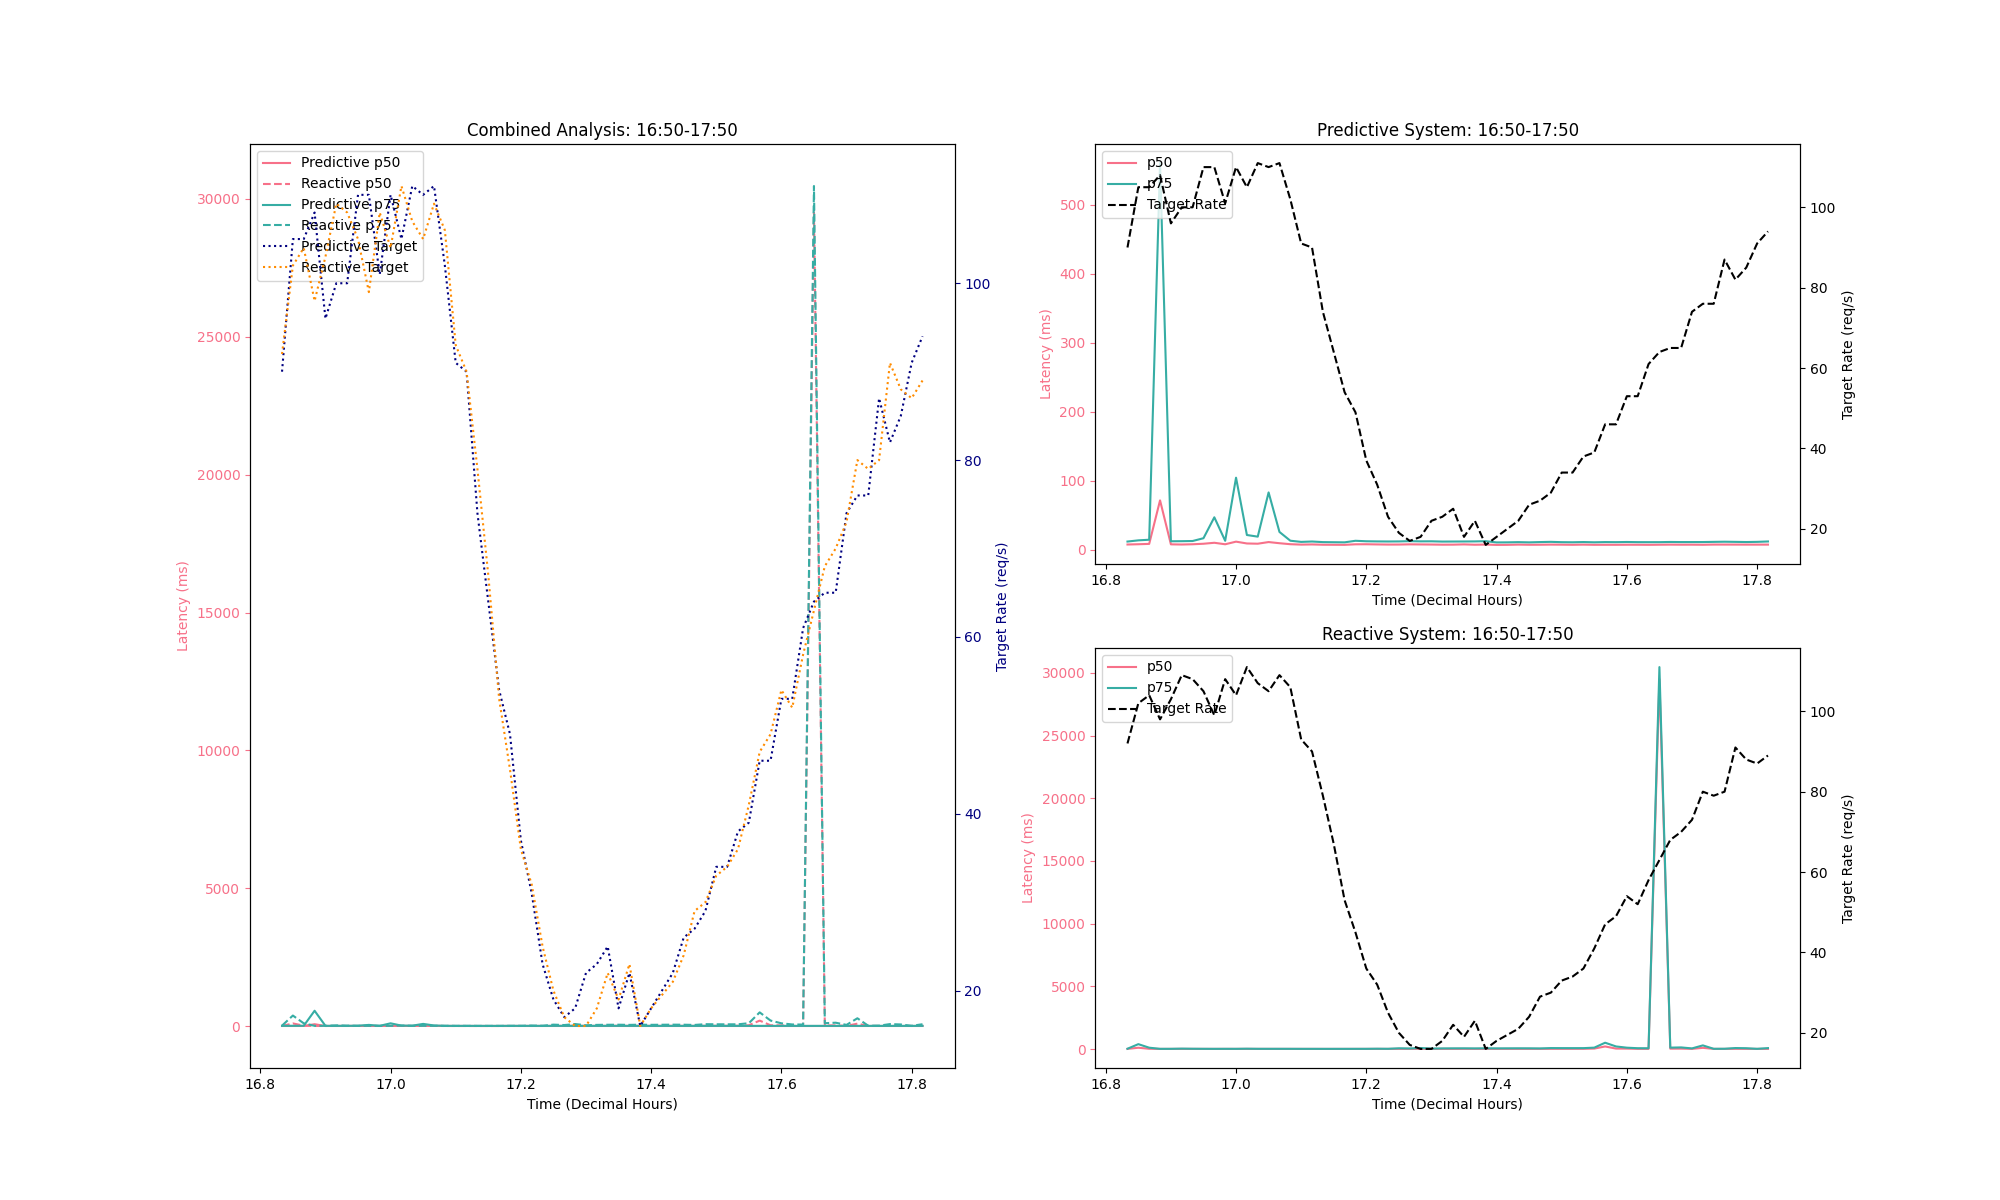 Combined Analysis: 16:50-17:50
Predictive p50
Reactive p50
Predictive p75
Reactive p75
Predictive Target
Reactive Target
30000
25000
20000
15000
10000
5000
0
Latency (ms)
100
80
60
40
20
Target Rate (req/s)
16.8 17.0 17.2 17.4 17.6 17.8
Time (Decimal Hours)
Predictive System: 16:50-17:50
p50
p75
Target Rate
500
400
300
200
100
0
Latency (ms)
100
80
60
40
20
Target Rate (req/s)
16.8 17.0 17.2 17.4 17.6 17.8
Time (Decimal Hours)
Reactive System: 16:50-17:50
p50
p75
Target Rate
30000
25000
20000
15000
10000
5000
0
Latency (ms)
100
80
60
40
20
Target Rate (req/s)
16.8 17.0 17.2 17.4 17.6 17.8
Time (Decimal Hours)